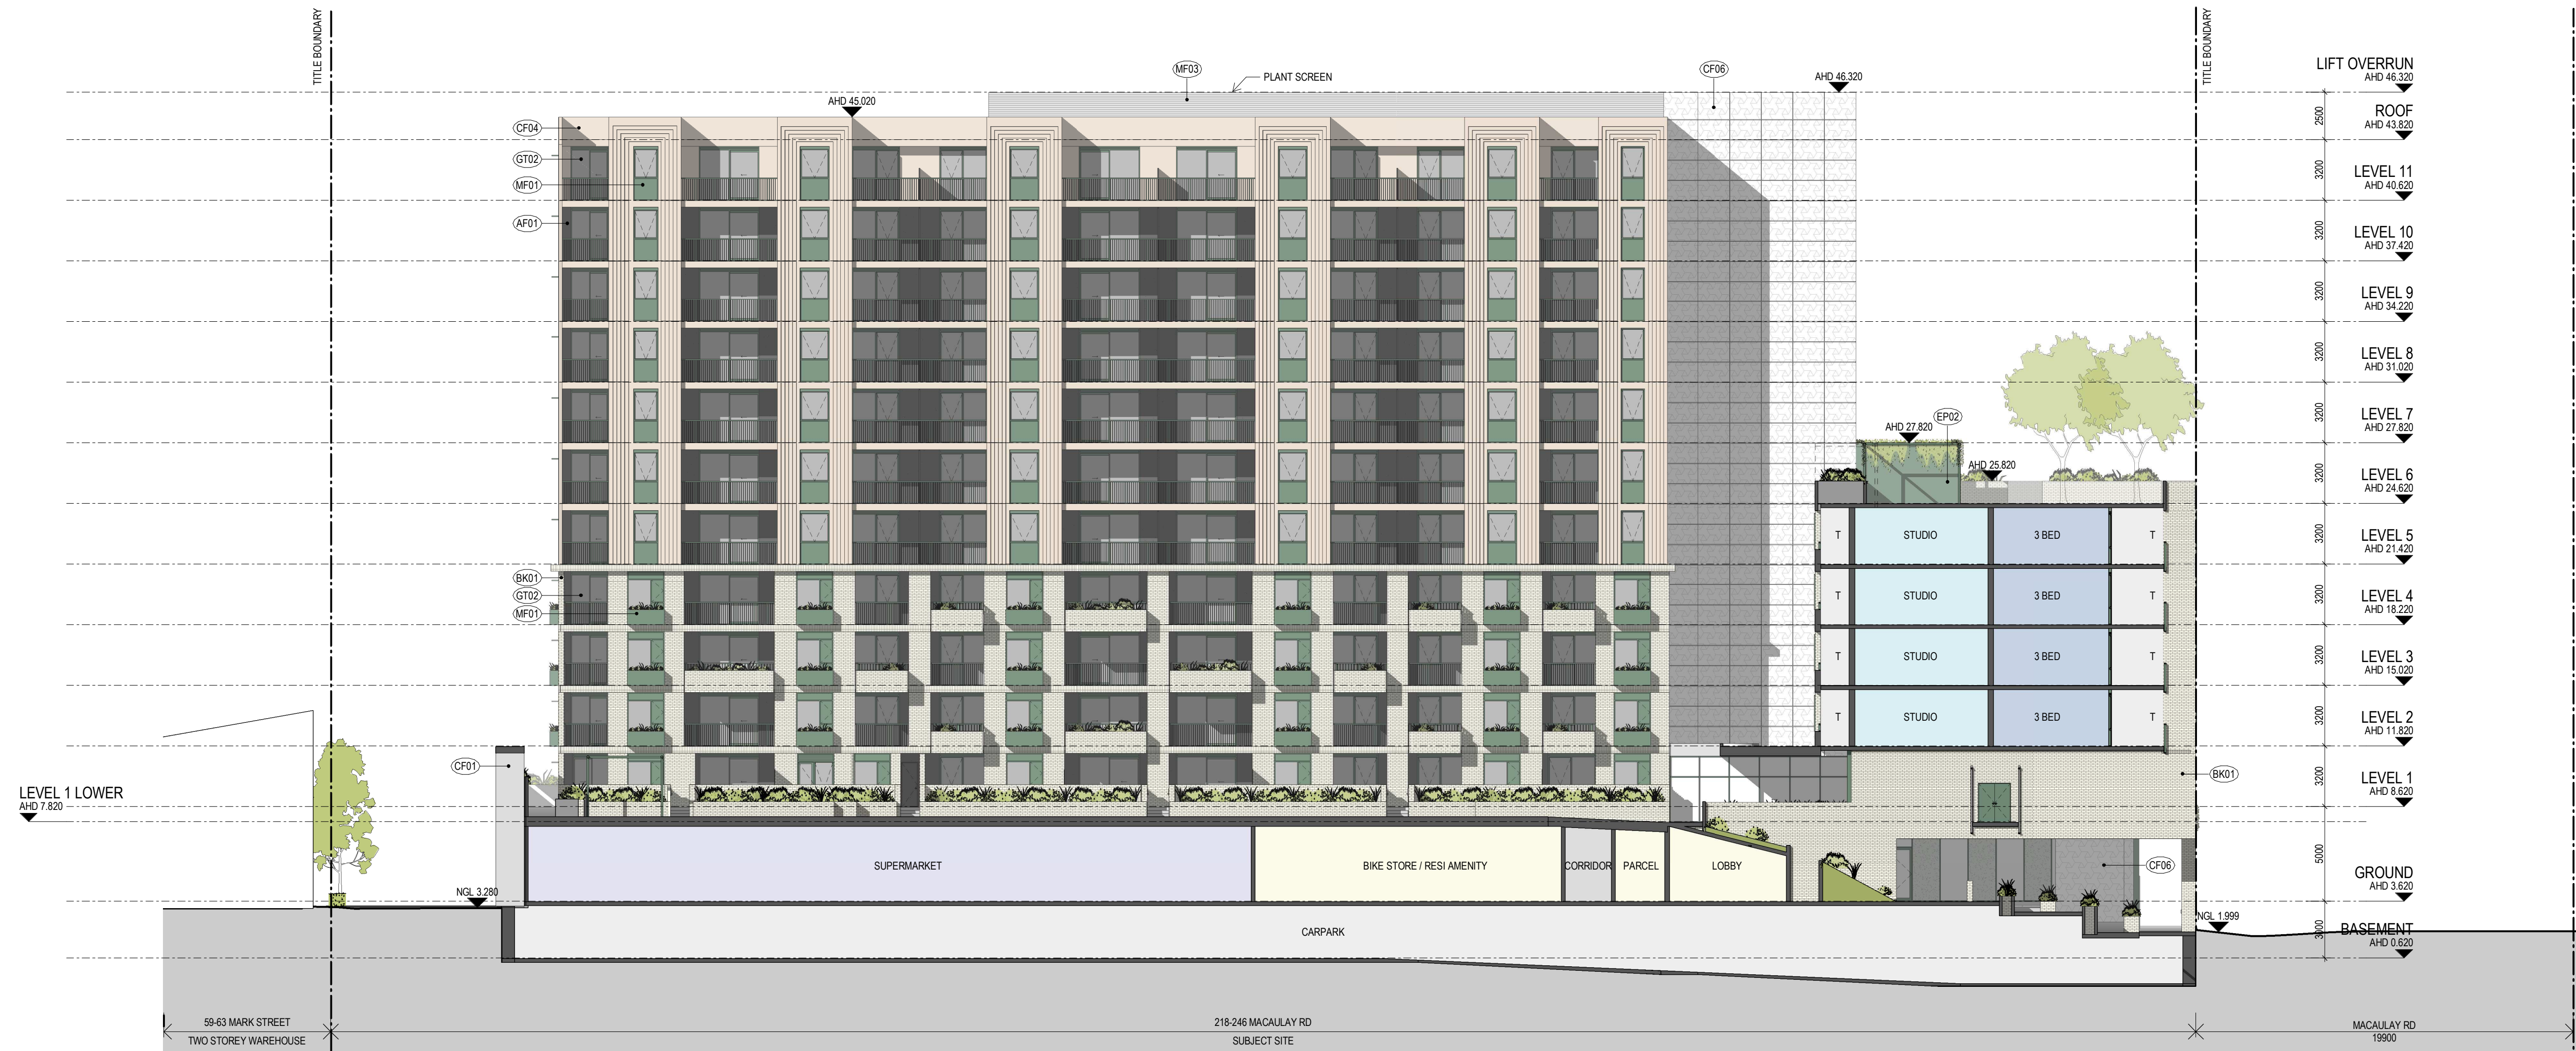 TITLE BOUNDARY
TITLE BOUNDARY
MF03
PLANT SCREEN
CF06
AHD 46.320
AHD 45.020
CF04
GT02
MF01
AF01
BK01
GT02
MF01
CF01
LEVEL 1 LOWER
AHD 7.820
NGL 3.280
EP02
AHD 27.820
AHD 25.820
T STUDIO 3 BED T
T STUDIO 3 BED T
T STUDIO 3 BED T
T STUDIO 3 BED T
BK01
CF06
SUPERMARKET
BIKE STORE / RESI AMENITY
CORRIDOR
PARCEL
LOBBY
CARPARK
NGL 1.999
LIFT OVERRUN
AHD 46.320
2500
ROOF
AHD 43.820
3200
LEVEL 11
AHD 40.620
3200
LEVEL 10
AHD 37.420
3200
LEVEL 9
AHD 34.220
3200
LEVEL 8
AHD 31.020
3200
LEVEL 7
AHD 27.820
3200
LEVEL 6
AHD 24.620
3200
LEVEL 5
AHD 21.420
3200
LEVEL 4
AHD 18.220
3200
LEVEL 3
AHD 15.020
3200
LEVEL 2
AHD 11.820
3200
LEVEL 1
AHD 8.620
5000
GROUND
AHD 3.620
3000
BASEMENT
AHD 0.620
59-63 MARK STREET
TWO STOREY WAREHOUSE
218-246 MACAULAY RD
SUBJECT SITE
MACAULAY RD
19900